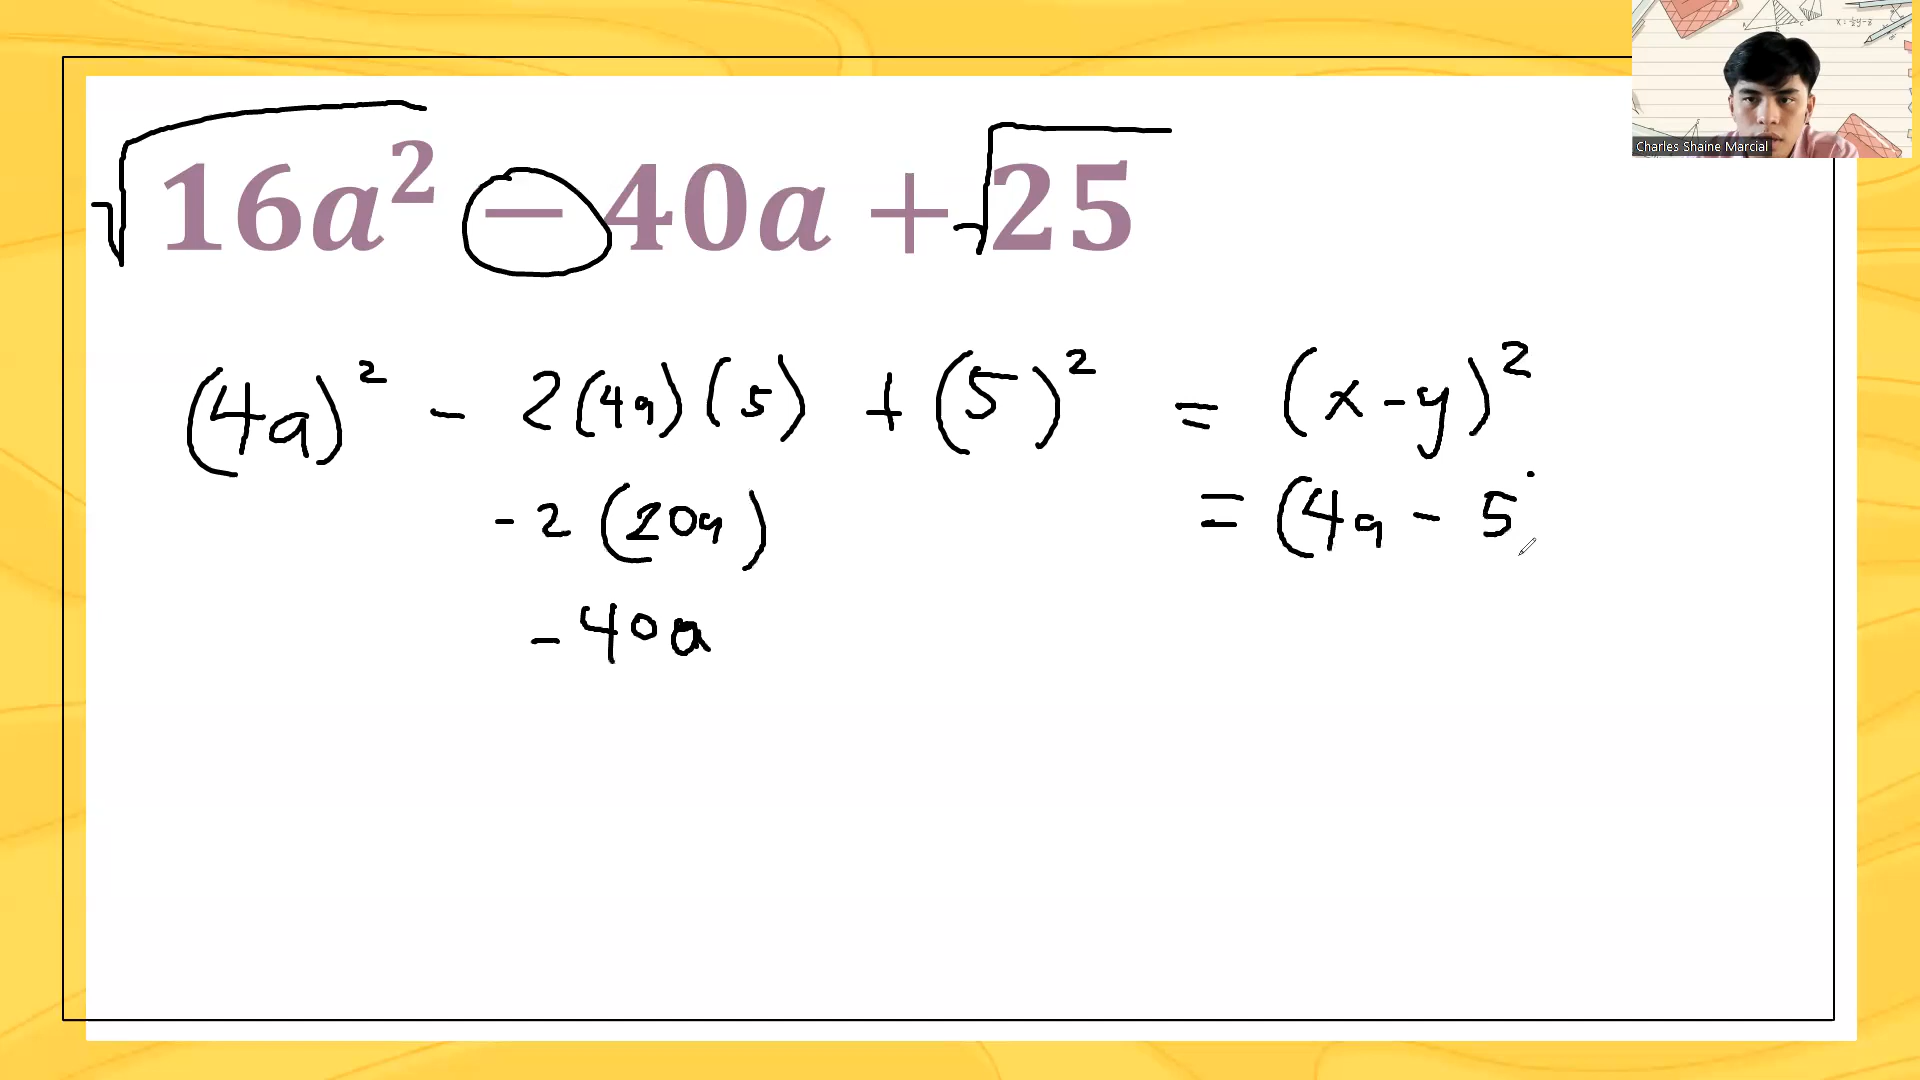 √16a² − 40a + √25
(4a)² - 2(4a)(5) + (5)² = (x-y)²
-2(20a) = (4a - 5
-40a
Charles Shaine Marcial